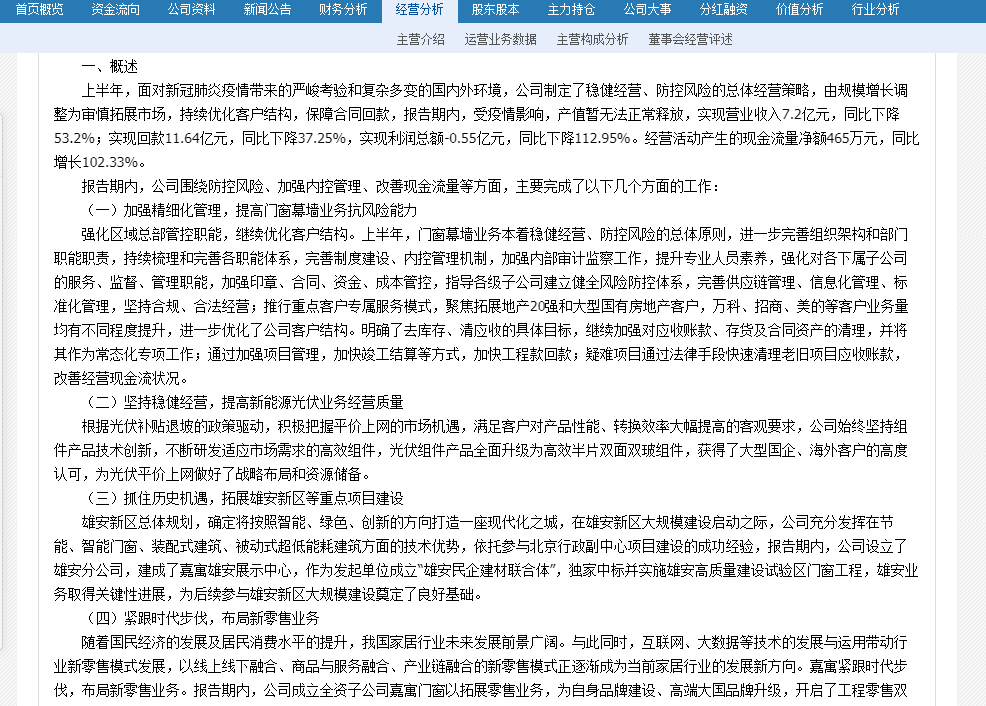 首页概览 资金流向 公司资料 新闻公告 财务分析 经营分析 股东股本 主力持仓 公司大事 分红融资 价值分析 行业分析
主营介绍 运营业务数据 主营构成分析 董事会经营评述
一、概述
上半年，面对新冠肺炎疫情带来的严峻考验和复杂多变的国内外环境，公司制定了稳健经营、防控风险的总体经营策略，由规模增长调
整为审慎拓展市场，持续优化客户结构，保障合同回款，报告期内，受疫情影响，产值暂无法正常释放，实现营业收入7.2亿元，同比下降
53.2%；实现回款11.64亿元，同比下降37.25%，实现利润总额-0.55亿元，同比下降112.95%。经营活动产生的现金流量净额465万元，同比
增长102.33%。
报告期内，公司围绕防控风险、加强内控管理、改善现金流量等方面，主要完成了以下几个方面的工作：
（一）加强精细化管理，提高门窗幕墙业务抗风险能力
强化区域总部管控职能，继续优化客户结构。上半年，门窗幕墙业务本着稳健经营、防控风险的总体原则，进一步完善组织架构和部门
职能职责，持续梳理和完善各职能体系，完善制度建设、内控管理机制，加强内部审计监察工作，提升专业人员素养，强化对各下属子公司
的服务、监督、管理职能，加强印章、合同、资金、成本管控，指导各级子公司建立健全风险防控体系，完善供应链管理、信息化管理、标
准化管理，坚持合规、合法经营；推行重点客户专属服务模式，聚焦拓展地产20强和大型国有房地产客户，万科、招商、美的等客户业务量
均有不同程度提升，进一步优化了公司客户结构。明确了去库存、清应收的具体目标，继续加强对应收账款、存货及合同资产的清理，并将
其作为常态化专项工作；通过加强项目管理，加快竣工结算等方式，加快工程款回款；疑难项目通过法律手段快速清理老旧项目应收账款，
改善经营现金流状况。
（二）坚持稳健经营，提高新能源光伏业务经营质量
根据光伏补贴退坡的政策驱动，积极把握平价上网的市场机遇，满足客户对产品性能、转换效率大幅提高的客观要求，公司始终坚持组
件产品技术创新，不断研发适应市场需求的高效组件，光伏组件产品全面升级为高效半片双面双玻组件，获得了大型国企、海外客户的高度
认可，为光伏平价上网做好了战略布局和资源储备。
（三）抓住历史机遇，拓展雄安新区等重点项目建设
雄安新区总体规划，确定将按照智能、绿色、创新的方向打造一座现代化之城，在雄安新区大规模建设启动之际，公司充分发挥在节
能、智能门窗、装配式建筑、被动式超低能耗建筑方面的技术优势，依托参与北京行政副中心项目建设的成功经验，报告期内，公司设立了
雄安分公司，建成了嘉寓雄安展示中心，作为发起单位成立“雄安民企建材联合体”，独家中标并实施雄安高质量建设试验区门窗工程，雄安业
务取得关键性进展，为后续参与雄安新区大规模建设奠定了良好基础。
（四）紧跟时代步伐，布局新零售业务
随着国民经济的发展及居民消费水平的提升，我国家居行业未来发展前景广阔。与此同时，互联网、大数据等技术的发展与运用带动行
业新零售模式发展，以线上线下融合、商品与服务融合、产业链融合的新零售模式正逐渐成为当前家居行业的发展新方向。嘉寓紧跟时代步
伐，布局新零售业务。报告期内，公司成立全资子公司嘉寓门窗以拓展零售业务，为自身品牌建设、高端大国品牌升级，开启了工程零售双